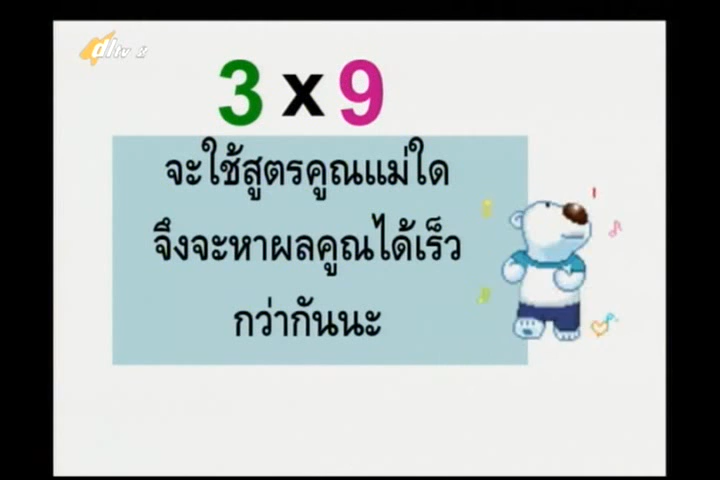 dltv
3 x 9
จะใช้สูตรคูณแม่ใด
จึงจะหาผลคูณได้เร็ว
กว่ากันนะ